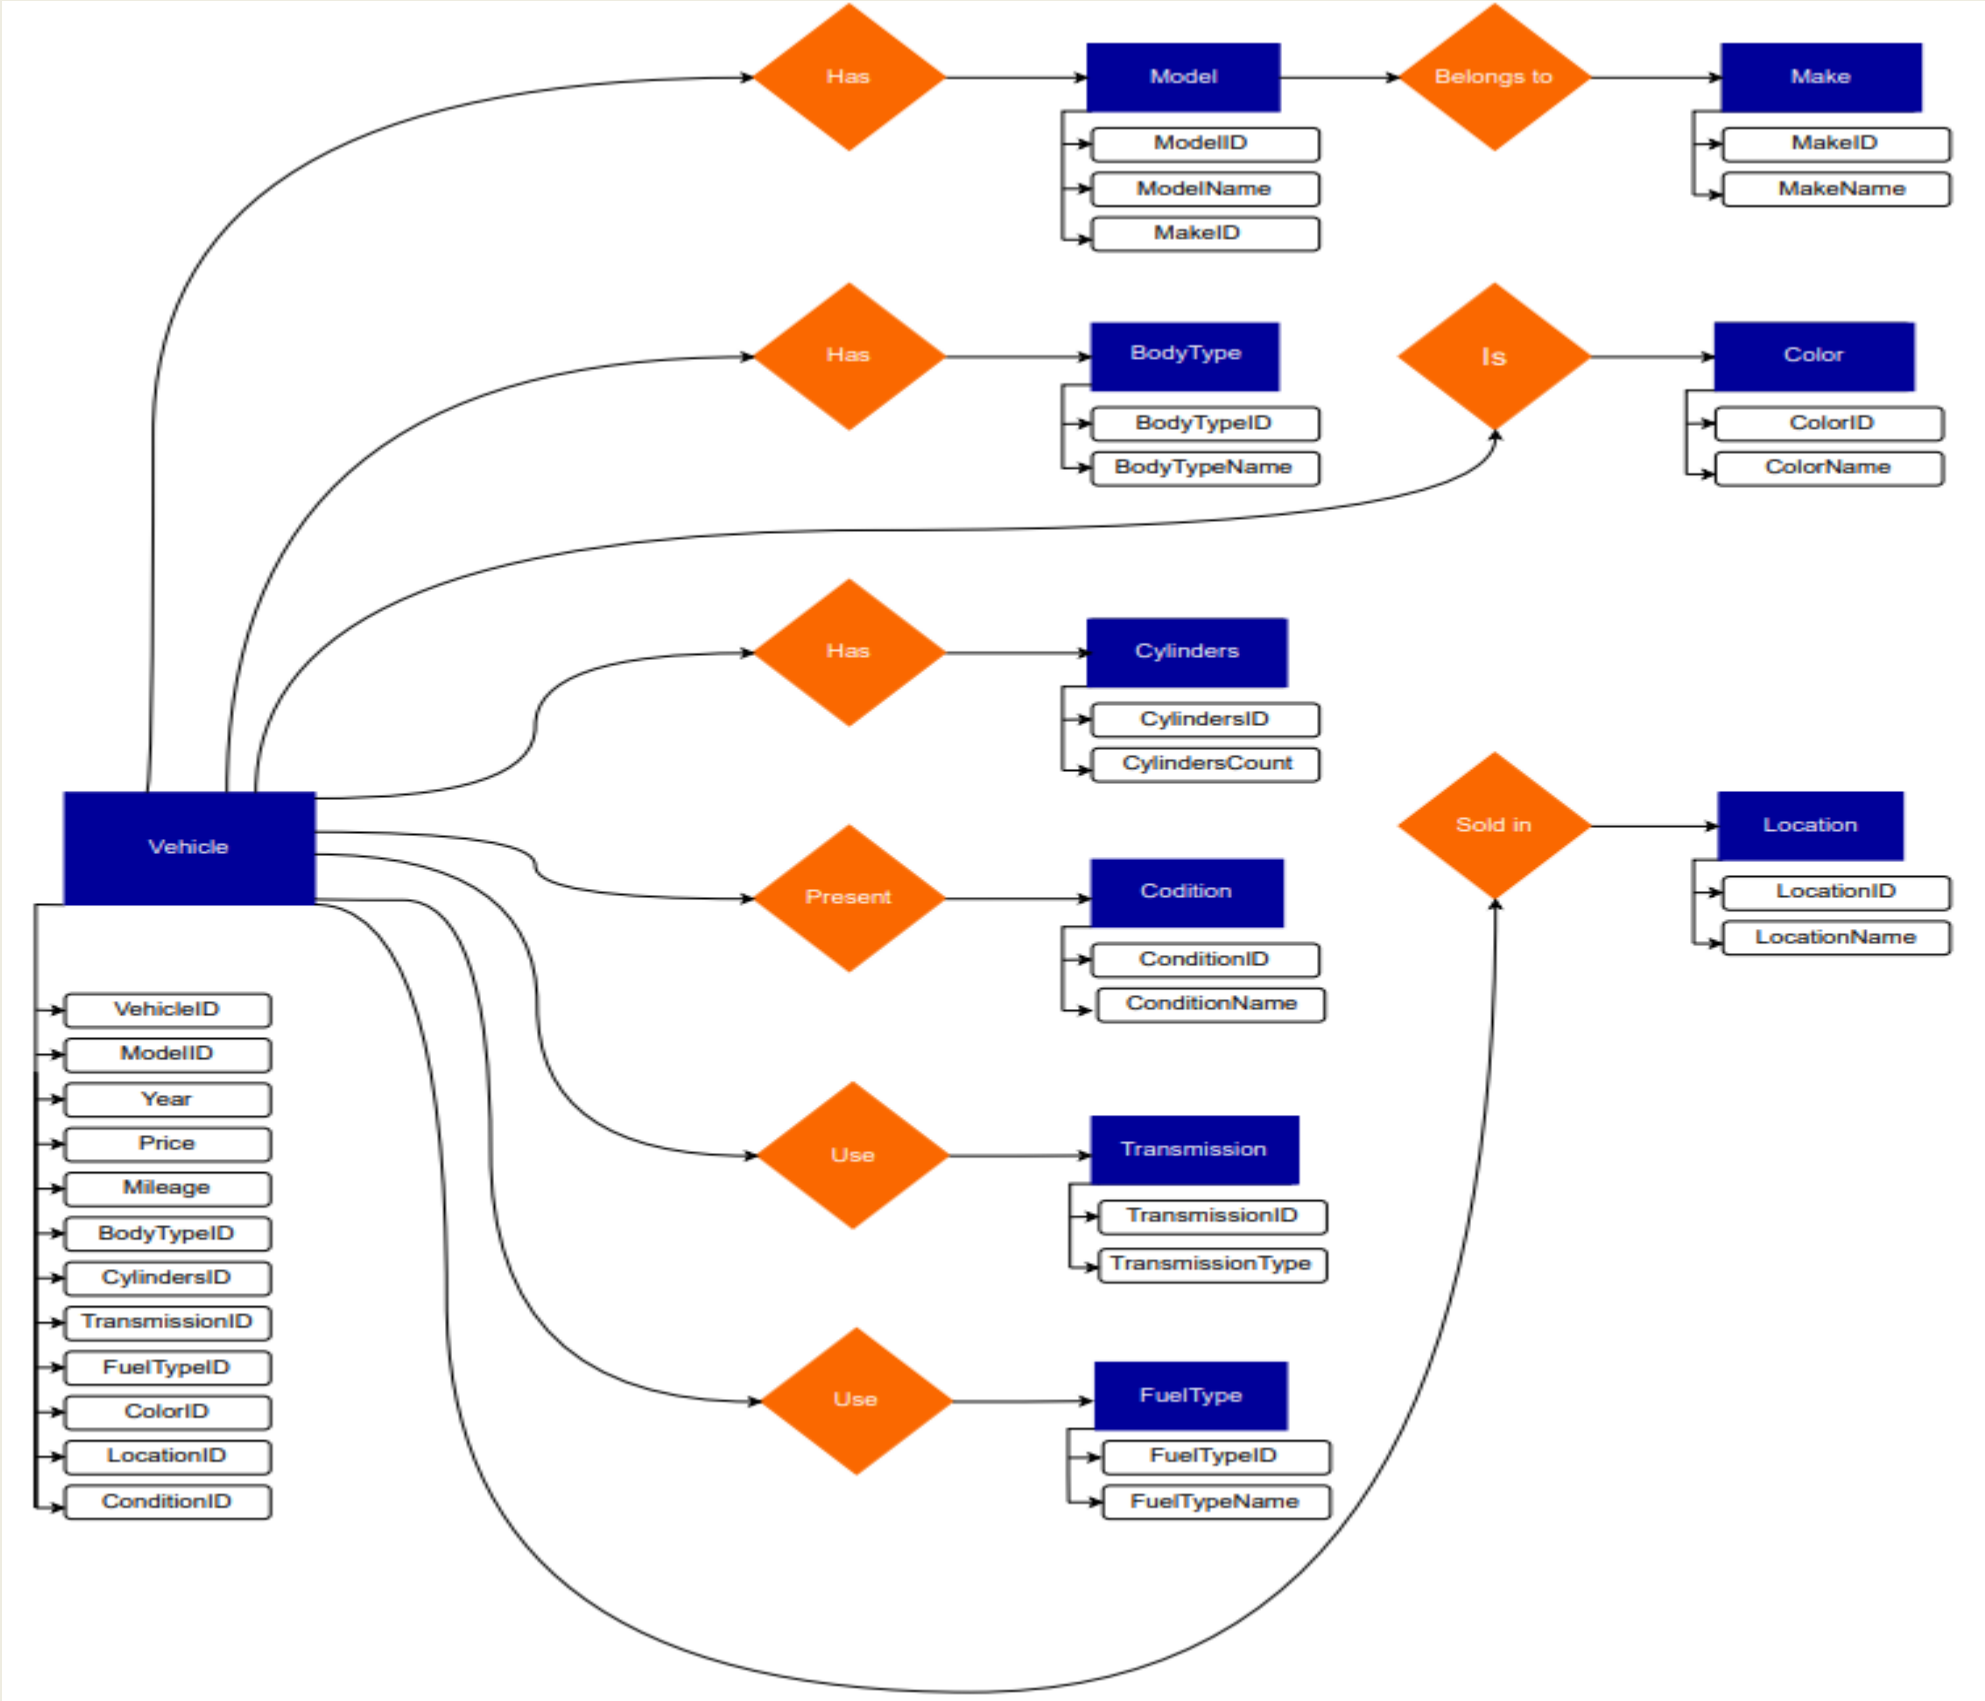 Has
Model
Belongs to
Make
ModelID
ModelName
MakeID
MakeID
MakeName
Has
BodyType
Is
Color
BodyTypeID
BodyTypeName
ColorID
ColorName
Has
Cylinders
CylindersID
CylindersCount
Vehicle
Present
Codition
ConditionID
ConditionName
Sold in
Location
LocationID
LocationName
VehicleID
ModelID
Year
Price
Mileage
BodyTypeID
CylindersID
TransmissionID
FuelTypeID
ColorID
LocationID
ConditionID
Use
Transmission
TransmissionID
TransmissionType
Use
FuelType
FuelTypeID
FuelTypeName